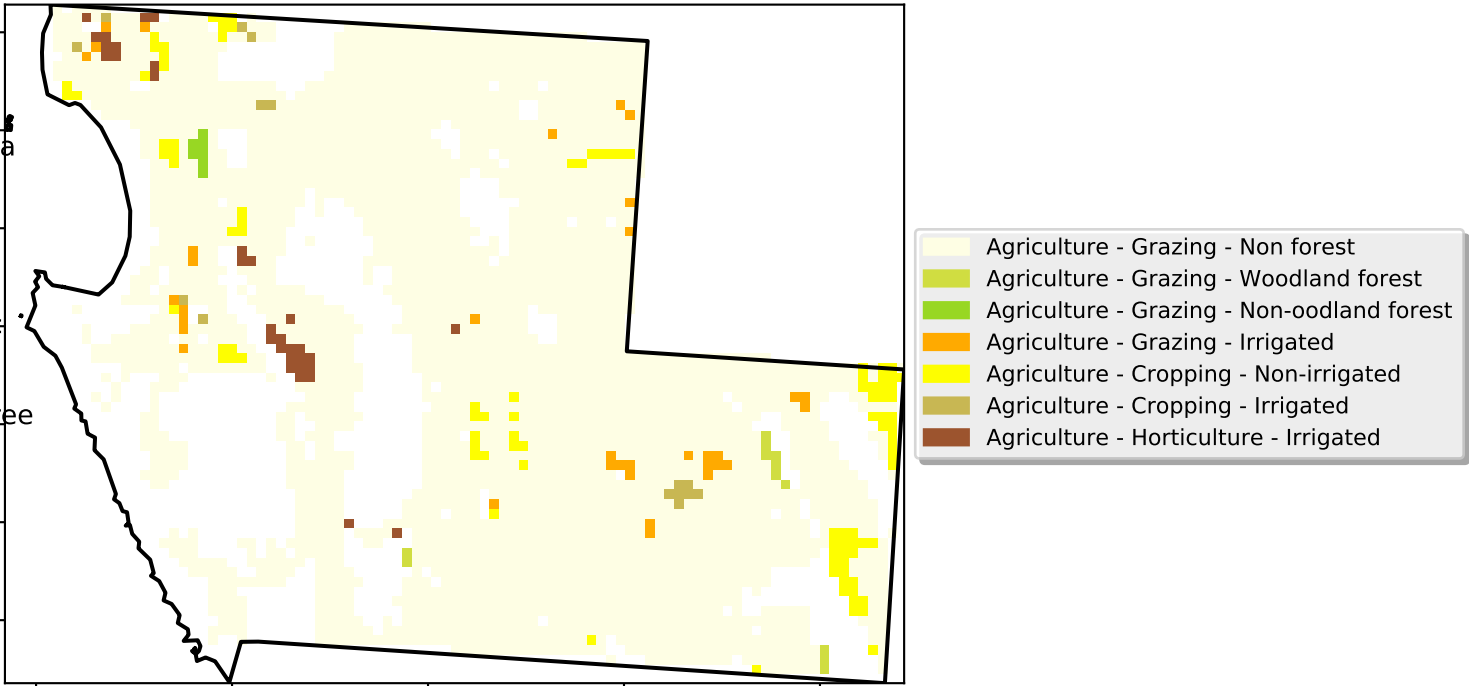 a
Agriculture - Grazing - Non forest
Agriculture - Grazing - Woodland forest
Agriculture - Grazing - Non-oodland forest
Agriculture - Grazing - Irrigated
Agriculture - Cropping - Non-irrigated
Agriculture - Cropping - Irrigated
Agriculture - Horticulture - Irrigated
ree